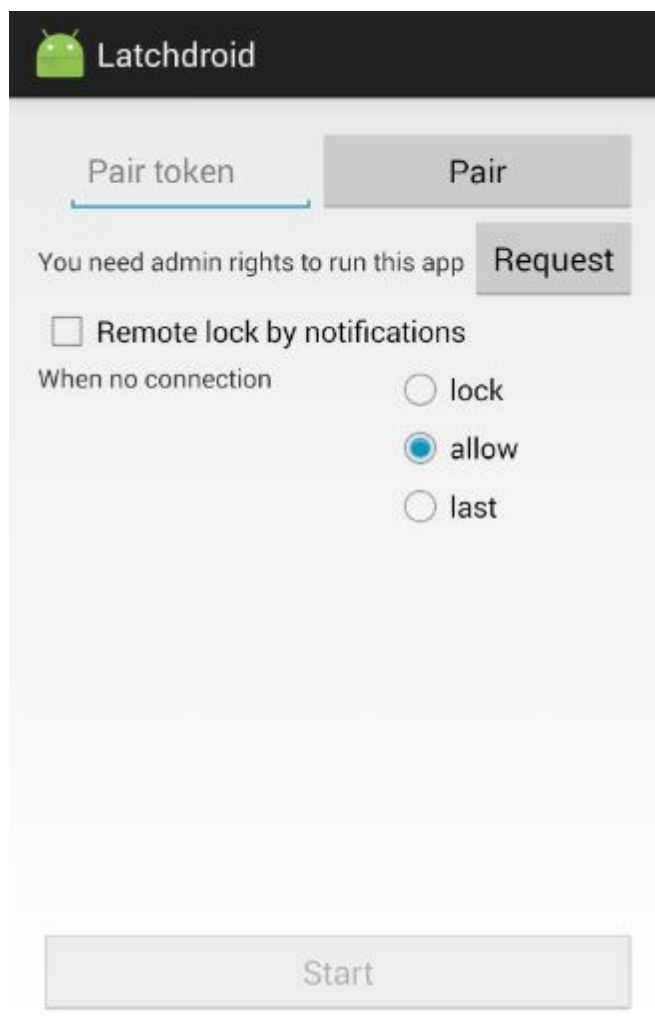 Latchdroid
Pair token Pair
You need admin rights to run this app Request
Remote lock by notifications
When no connection
lock
allow
last
Start